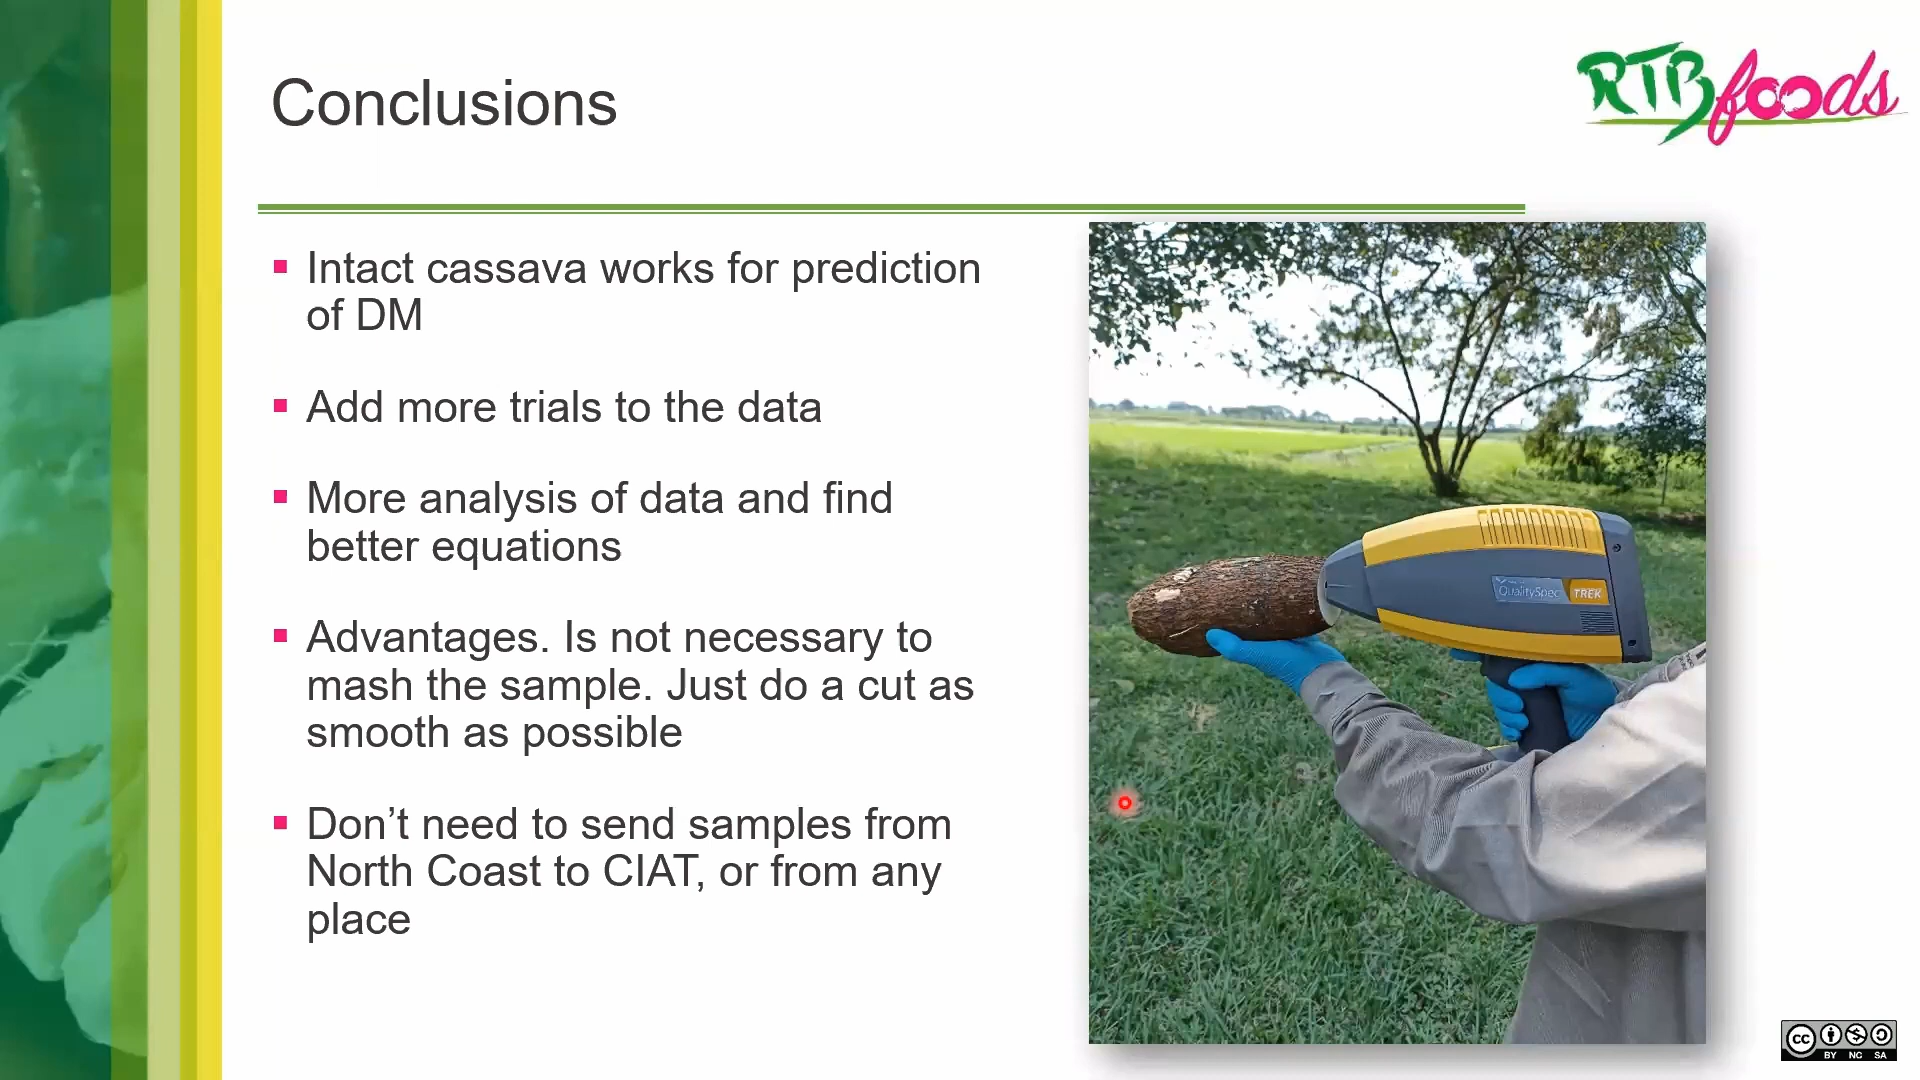 Conclusions
RTBfoods
Intact cassava works for prediction
of DM
Add more trials to the data
More analysis of data and find
better equations
Advantages. Is not necessary to
mash the sample. Just do a cut as
smooth as possible
Don’t need to send samples from
North Coast to CIAT, or from any
place
QualitySpec TREK
cc
BY NC SA